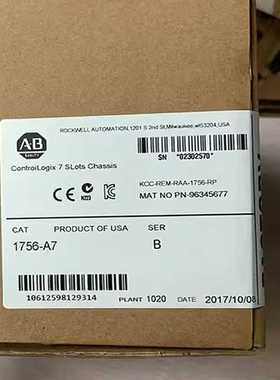 ROCKWELL AUTOMATION,1201 S 2nd St,Milwaukee,wI53204,USA
AB
SN "02302570"
ControlLogix 7 SLots Chassis
CE
KCC-REM-RAA-1756-RP
MAT NO PN-96345677
CAT PRODUCT OF USA SER
1756-A7 B
10612598129314 PLANT 1020 DATE 2017/10/08